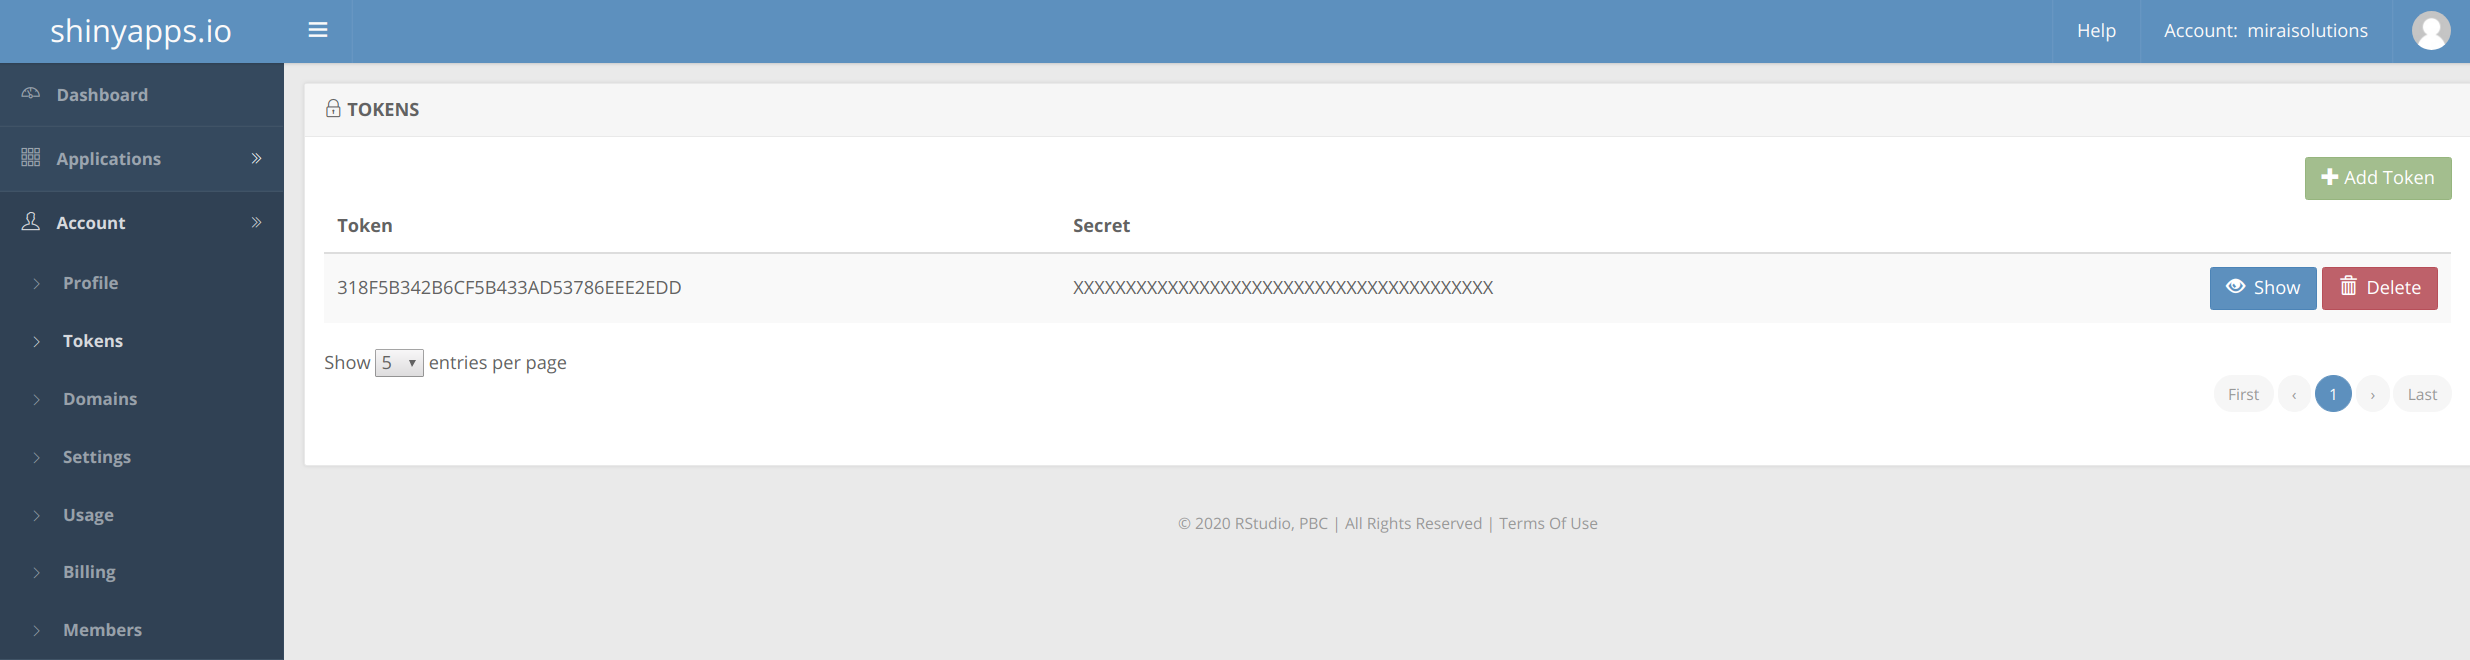 shinyapps.io
Help
Account: miraisolutions
Dashboard
Applications
Account
Profile
Tokens
Domains
Settings
Usage
Billing
Members
TOKENS
Add Token
Token Secret
318F5B342B6CF5B433AD53786EEE2EDD XXXXXXXXXXXXXXXXXXXXXXXXXXXXXXXXXXXXXXXX Show Delete
Show 5 entries per page
First ‹ 1 › Last
© 2020 RStudio, PBC | All Rights Reserved | Terms Of Use